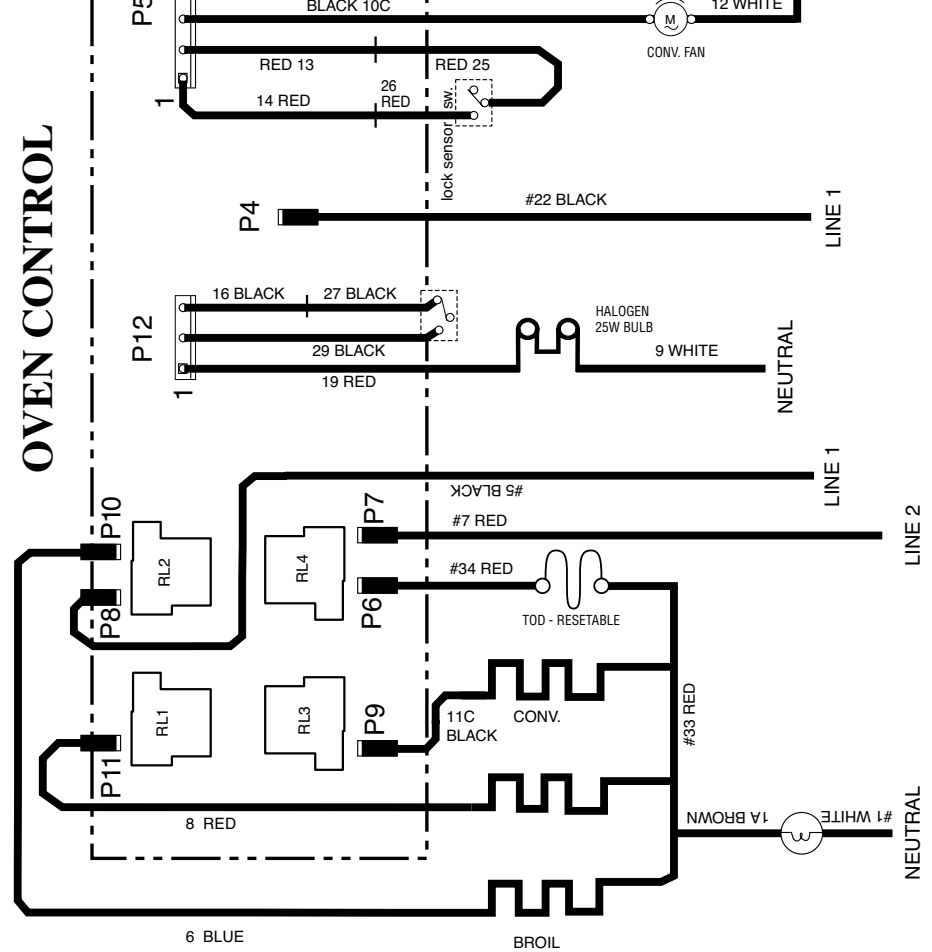 P5
BLACK 10C
12 WHITE
M
CONV. FAN
RED 13
RED 25
14 RED
26
RED
1
lock sensor sw.
OVEN CONTROL
P4
#22 BLACK
LINE 1
16 BLACK
27 BLACK
P12
29 BLACK
19 RED
1
HALOGEN
25W BULB
9 WHITE
NEUTRAL
#5 BLACK
LINE 1
P10
RL2
P8
RL4
P7
#7 RED
LINE 2
#34 RED
P6
TOD - RESETABLE
RL1
P11
RL3
P9
11C
BLACK
CONV.
#33 RED
8 RED
1A BROWN
#1 WHITE
NEUTRAL
6 BLUE
BROIL